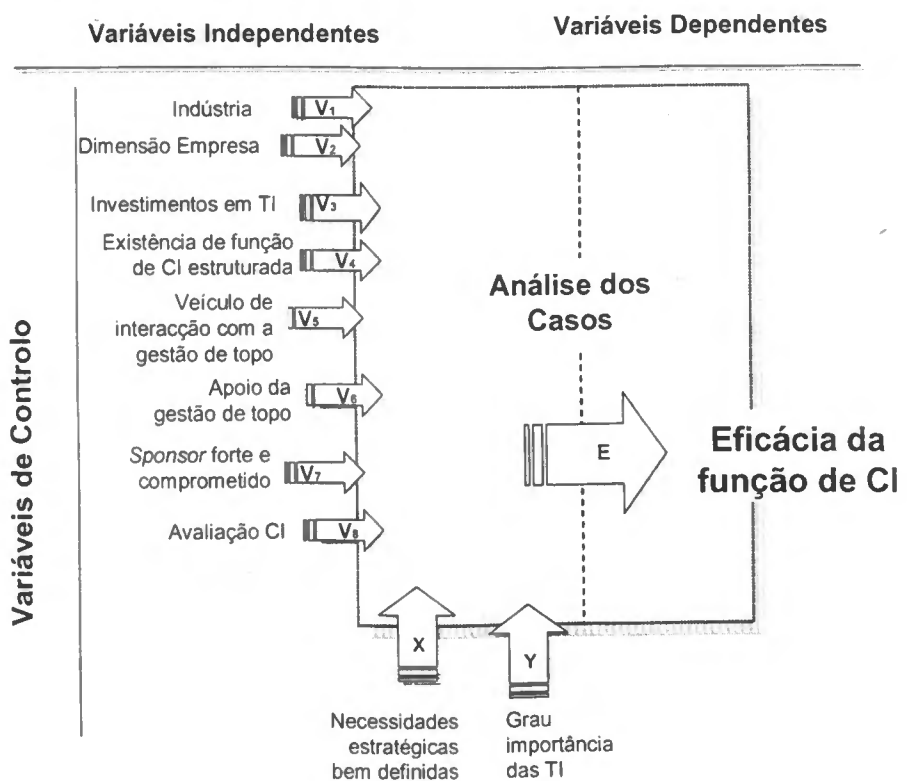 Variáveis Independentes
Variáveis Dependentes
Variáveis de Controlo
Indústria
V1
Dimensão Empresa
V2
Investimentos em TI
V3
Existência de função
de CI estruturada
V4
Veículo de
interacção com a
gestão de topo
V5
Apoio da
gestão de topo
V6
Sponsor forte e
comprometido
V7
Avaliação CI
V8
Análise dos
Casos
E
Eficácia da
função de CI
X
Y
Necessidades
estratégicas
bem definidas
Grau
importância
das TI